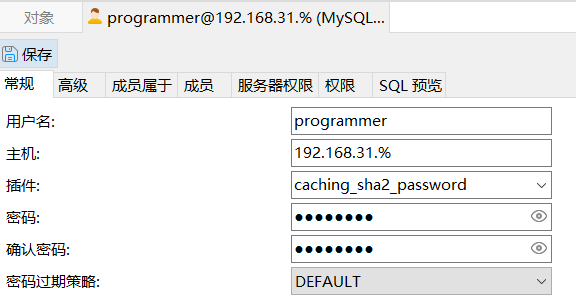 对象 programmer@192.168.31.% (MySQL...
保存
常规 高级 成员属于 成员 服务器权限 权限 SQL 预览
用户名: programmer
主机: 192.168.31.%
插件: caching_sha2_password
密码: ●●●●●●●●
确认密码: ●●●●●●●●
密码过期策略: DEFAULT